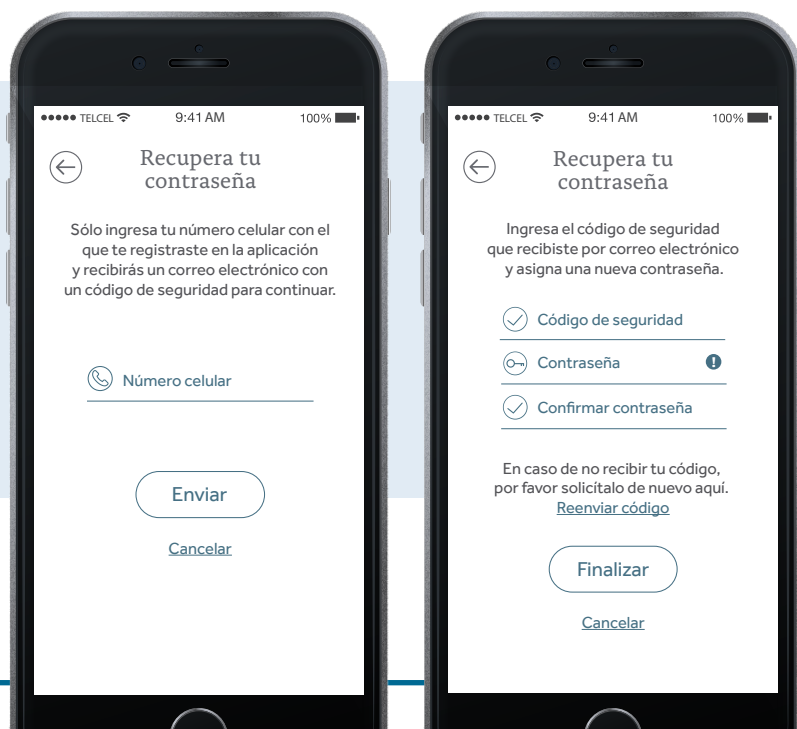 TELCEL 9:41 AM 100%
Recupera tu
contraseña
Sólo ingresa tu número celular con el
que te registraste en la aplicación
y recibirás un correo electrónico con
un código de seguridad para continuar.
Número celular
Enviar
Cancelar
TELCEL 9:41 AM 100%
Recupera tu
contraseña
Ingresa el código de seguridad
que recibiste por correo electrónico
y asigna una nueva contraseña.
Código de seguridad
Contraseña
Confirmar contraseña
En caso de no recibir tu código,
por favor solicítalo de nuevo aquí.
Reenviar código
Finalizar
Cancelar